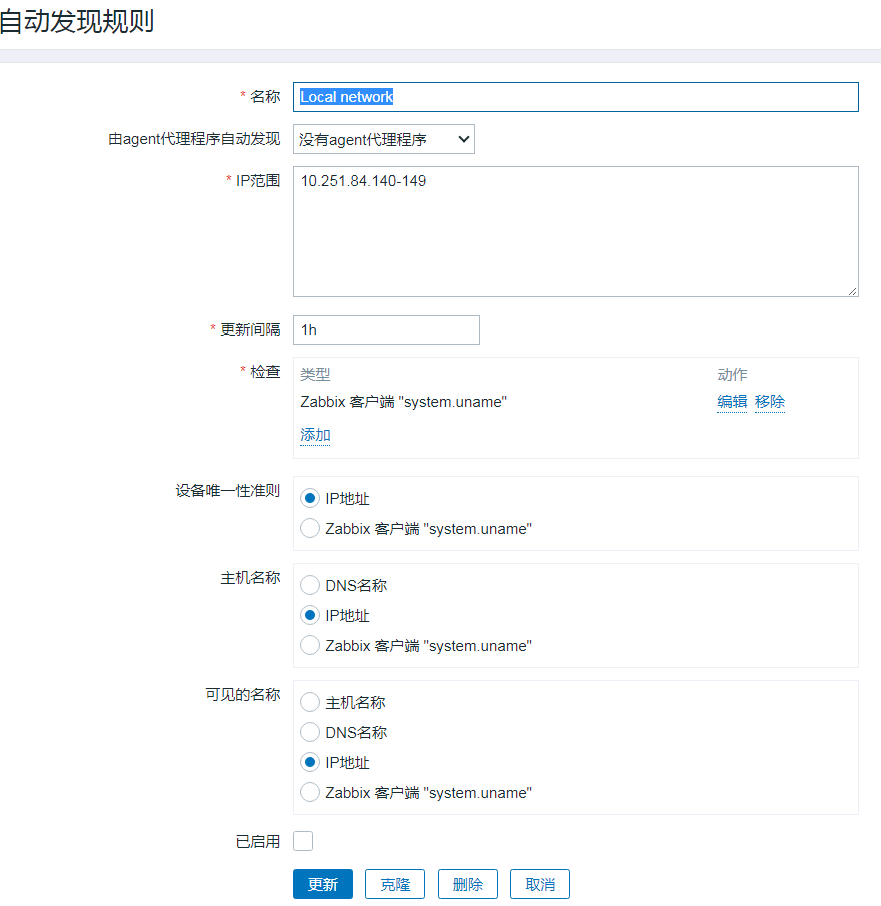 自动发现规则
* 名称 Local network
由agent代理程序自动发现 没有agent代理程序
* IP范围 10.251.84.140-149
* 更新间隔 1h
* 检查 类型 动作
Zabbix 客户端 "system.uname" 编辑 移除
添加
设备唯一性准则 IP地址
Zabbix 客户端 "system.uname"
主机名称 DNS名称
IP地址
Zabbix 客户端 "system.uname"
可见的名称 主机名称
DNS名称
IP地址
Zabbix 客户端 "system.uname"
已启用
更新 克隆 删除 取消